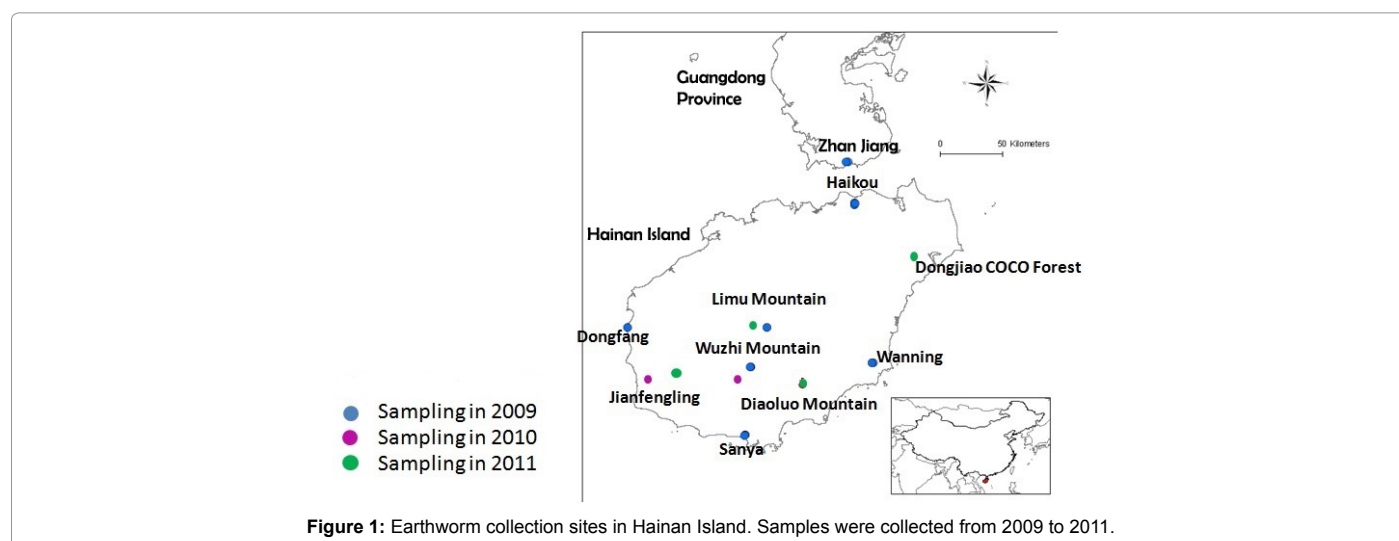 Guangdong
Province
Zhan Jiang
0 50 Kilometers
Haikou
Hainan Island
Dongjiao COCO Forest
Limu Mountain
Dongfang
Wuzhi Mountain
Wanning
Jianfengling
Diaoluo Mountain
Sanya
Sampling in 2009
Sampling in 2010
Sampling in 2011
Figure 1: Earthworm collection sites in Hainan Island. Samples were collected from 2009 to 2011.